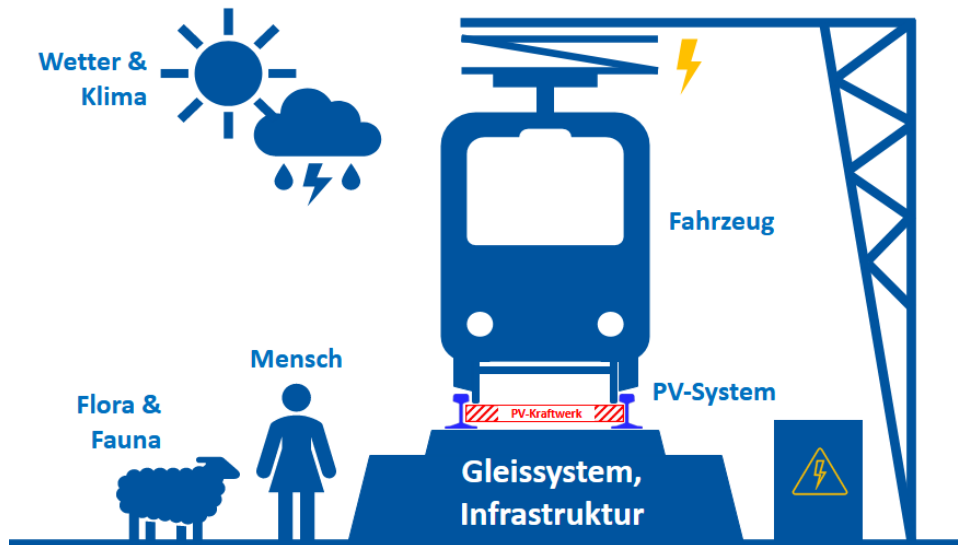 Wetter &
Klima
Fahrzeug
Mensch
PV-System
Flora &
Fauna
PV-Kraftwerk
Gleissystem,
Infrastruktur